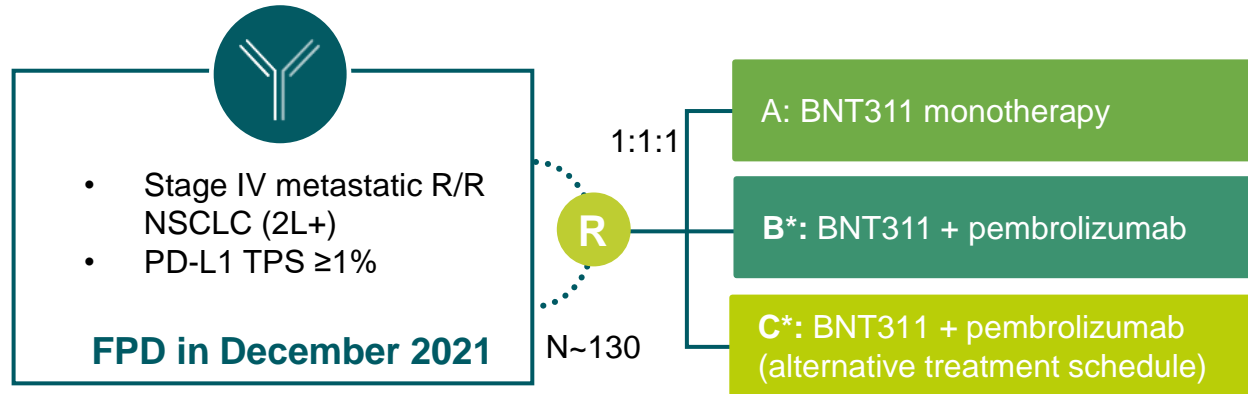 • Stage IV metastatic R/R
NSCLC (2L+)
• PD-L1 TPS ≥1%
FPD in December 2021
R
1:1:1
N~130
A: BNT311 monotherapy
B*: BNT311 + pembrolizumab
C*: BNT311 + pembrolizumab
(alternative treatment schedule)